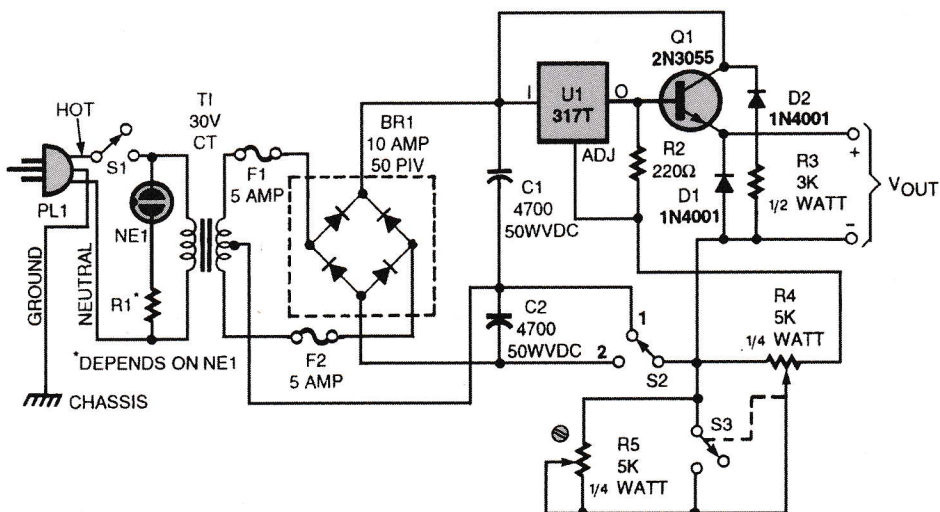 HOT
S1
PL1
GROUND
NEUTRAL
CHASSIS
NE1
R1*
*DEPENDS ON NE1
T1
30V
CT
F1
5 AMP
F2
5 AMP
BR1
10 AMP
50 PIV
C1
4700
50WVDC
C2
4700
50WVDC
I
U1
317T
O
ADJ
Q1
2N3055
R2
220Ω
D1
1N4001
D2
1N4001
R3
3K
1/2 WATT
+
VOUT
−
1
2
S2
R4
5K
1/4 WATT
S3
R5
5K
1/4 WATT